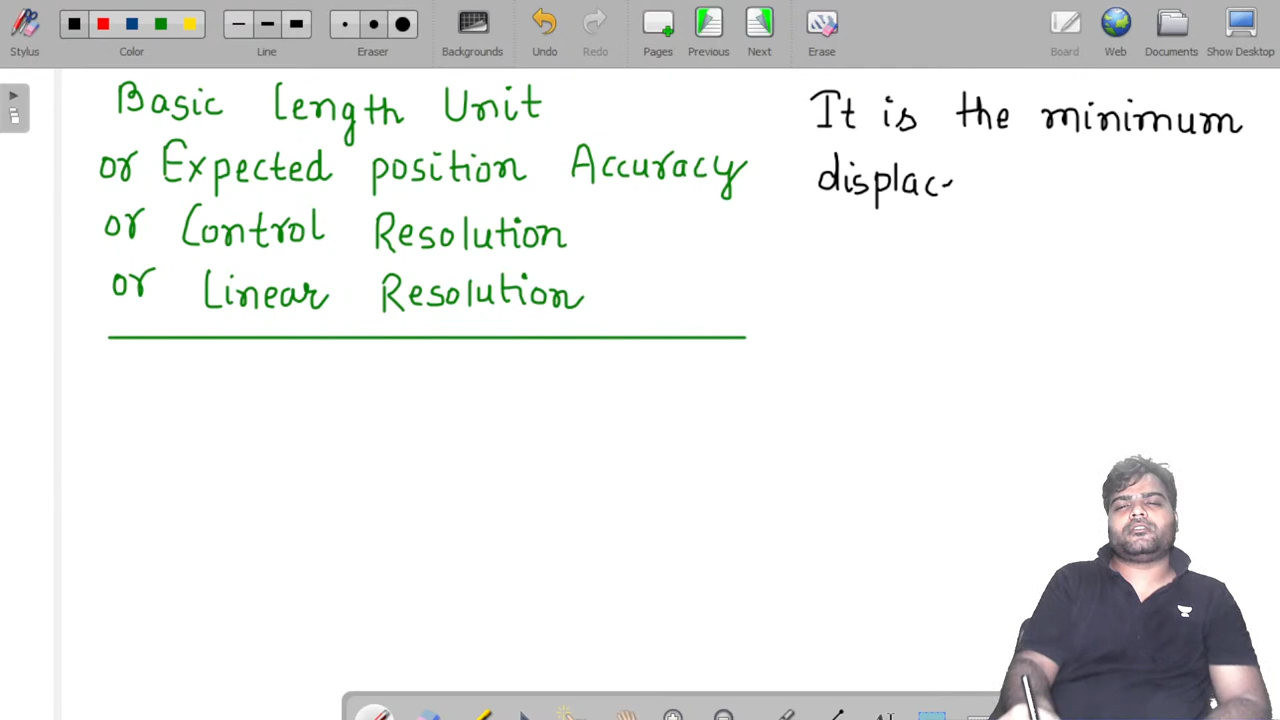 Stylus
Color
Line
Eraser
Backgrounds
Undo
Redo
Pages
Previous
Next
Erase
Board
Web
Documents
Show Desktop
Basic Length Unit
or Expected position Accuracy
or Control Resolution
or Linear Resolution
It is the minimum
displac